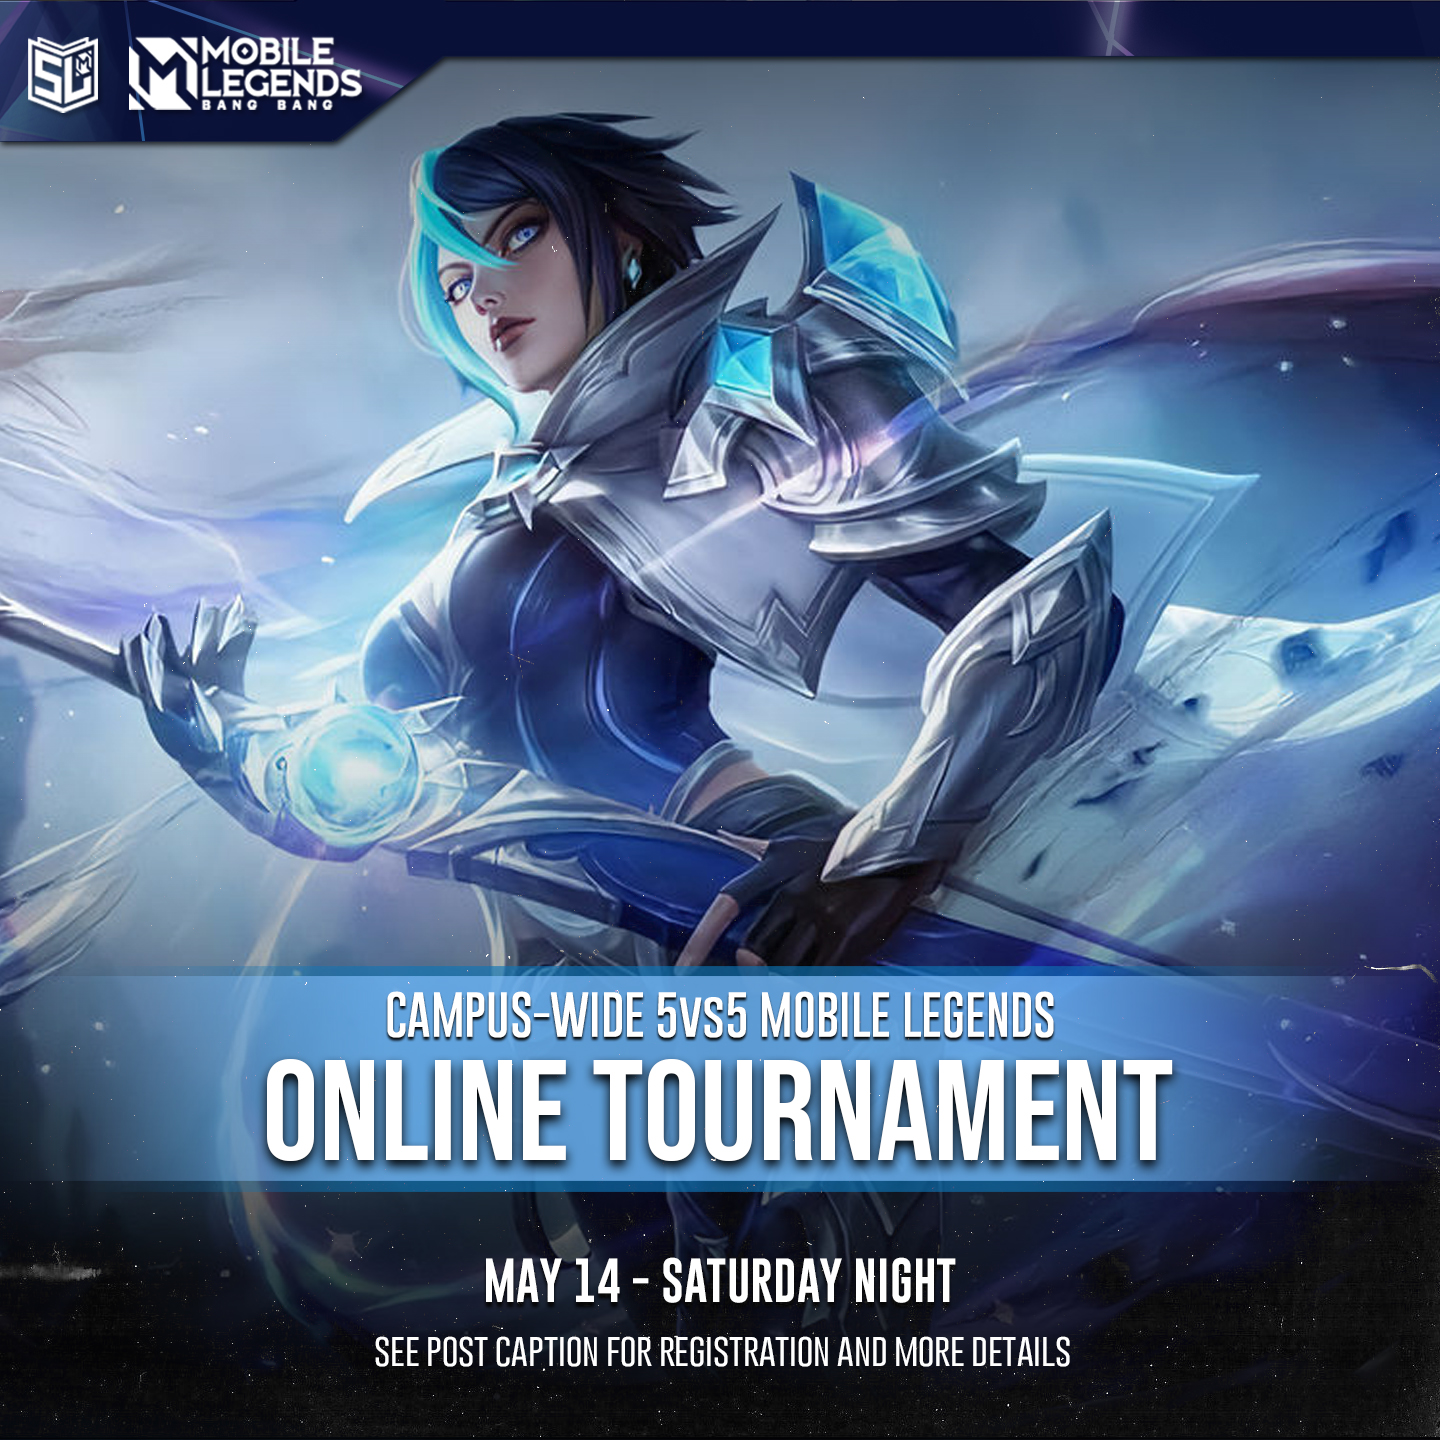 SL
M
MOBILE
LEGENDS
BANG BANG
CAMPUS-WIDE 5vs5 MOBILE LEGENDS
ONLINE TOURNAMENT
MAY 14 - SATURDAY NIGHT
SEE POST CAPTION FOR REGISTRATION AND MORE DETAILS